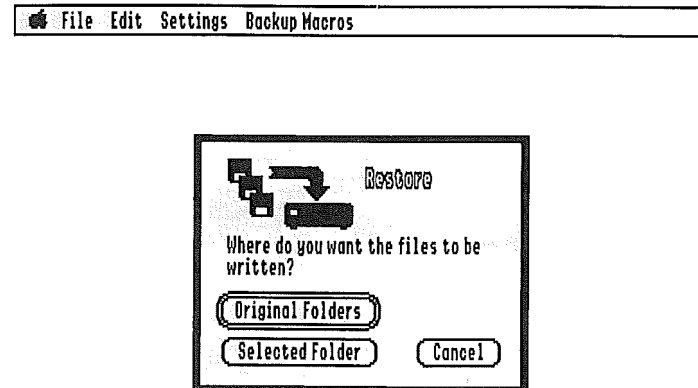 File Edit Settings Backup Macros
Restore
Where do you want the files to be
written?
Original Folders
Selected Folder Cancel